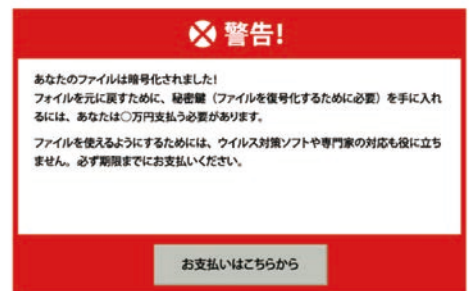 警告!
あなたのファイルは暗号化されました!
フォイルを元に戻すために、秘密鍵（ファイルを復号化するために必要）を手に入れ
るには、あなたは○万円支払う必要があります。
ファイルを使えるようにするためには、ウイルス対策ソフトや専門家の対応も役に立ち
ません。必ず期限までにお支払いください。
お支払いはこちらから